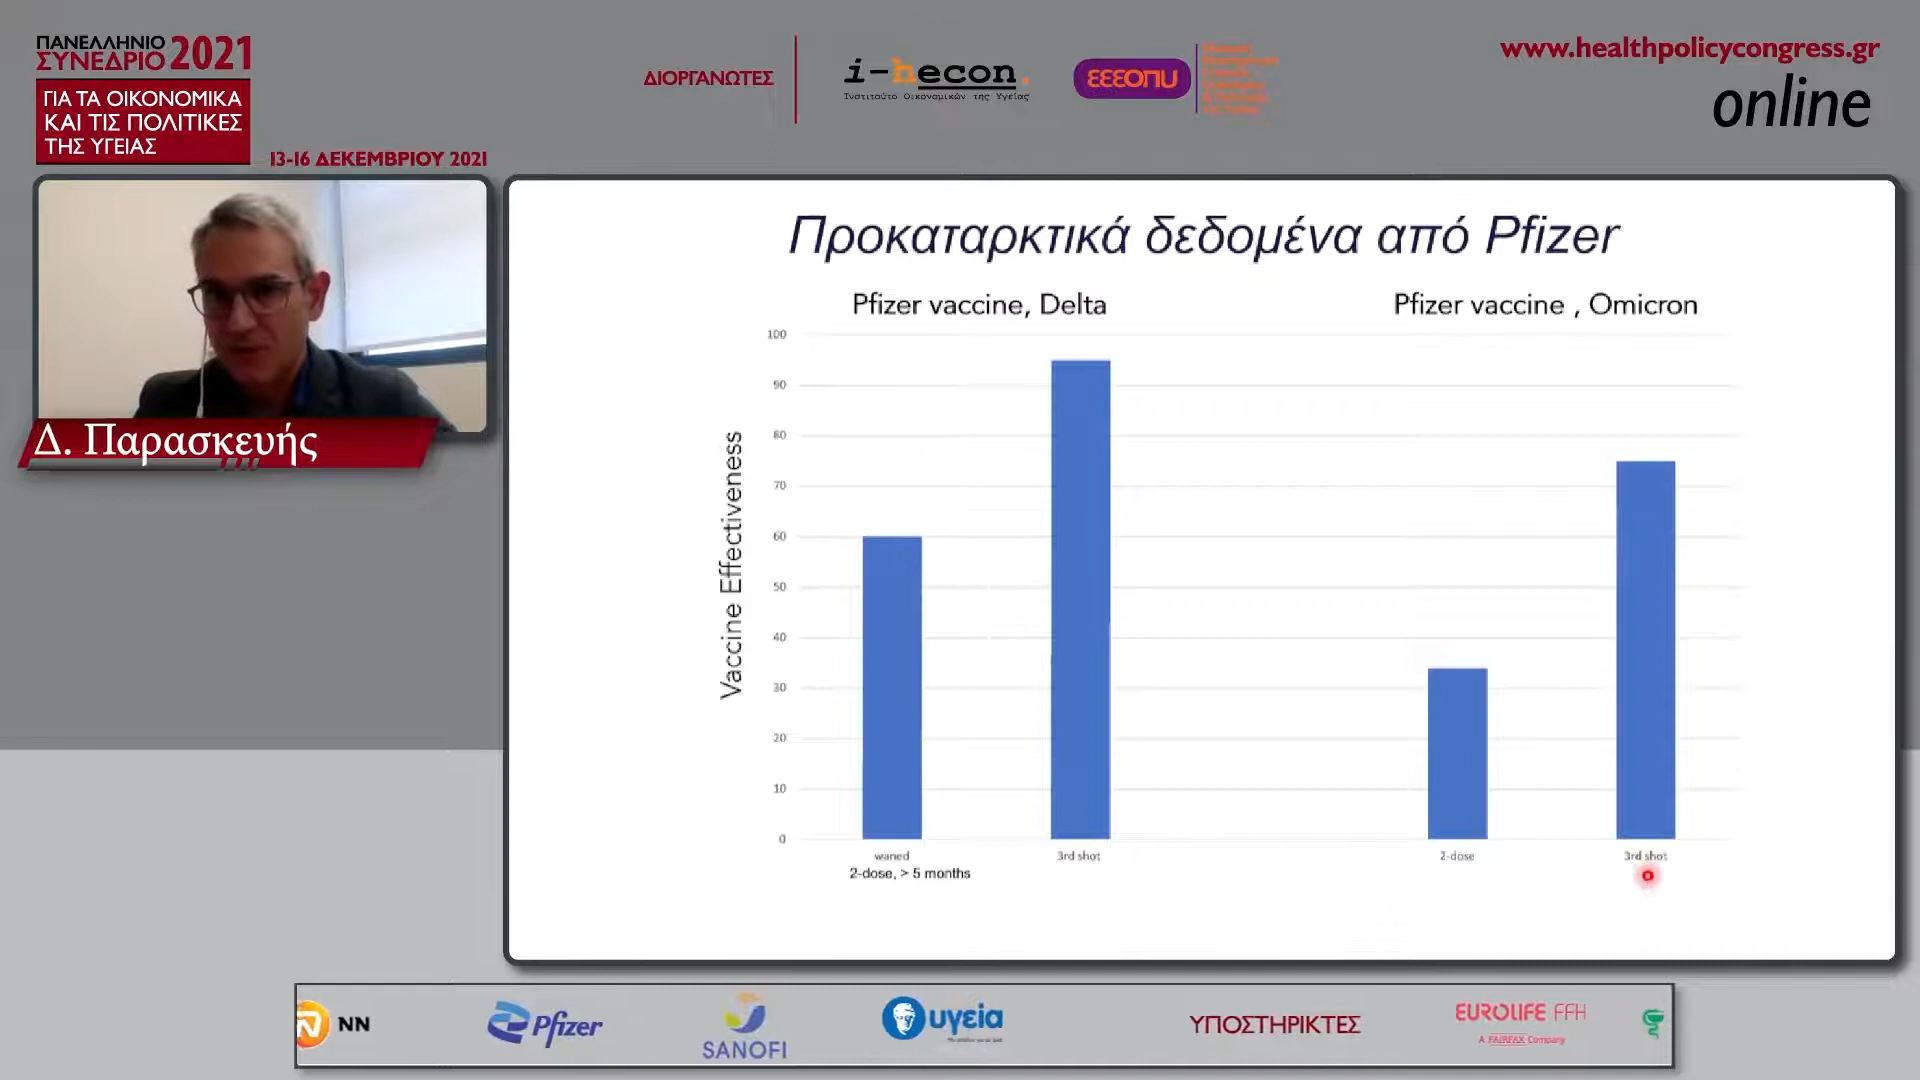 ΠΑΝΕΛΛΗΝΙΟ
ΣΥΝΕΔΡΙΟ 2021
ΓΙΑ ΤΑ ΟΙΚΟΝΟΜΙΚΑ
ΚΑΙ ΤΙΣ ΠΟΛΙΤΙΚΕΣ
ΤΗΣ ΥΓΕΙΑΣ
13-16 ΔΕΚΕΜΒΡΙΟΥ 2021
ΔΙΟΡΓΑΝΩΤΕΣ
i-hecon.
Ινστιτούτο Οικονομικών της Υγείας
ΕΕΕΟΠΥ
www.healthpolicycongress.gr
online
Δ. Παρασκευής
Προκαταρκτικά δεδομένα από Pfizer
Pfizer vaccine, Delta
Pfizer vaccine , Omicron
Vaccine Effectiveness
100
90
80
70
60
50
40
30
20
10
0
waned
3rd shot
2-dose
3rd shot
2-dose, > 5 months
NN
Pfizer
SANOFI
υγεία
ΥΠΟΣΤΗΡΙΚΤΕΣ
EUROLIFE FFH
A FAIRFAX Company